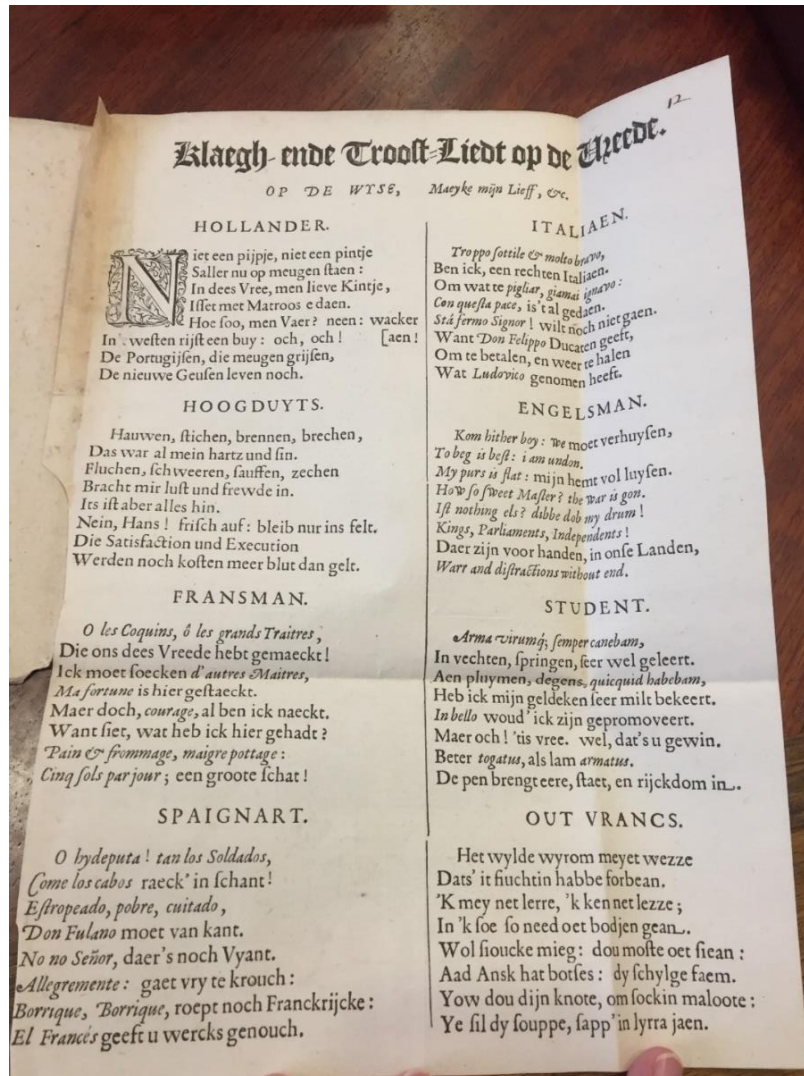 12
Klaegh-ende Troost-Liedt op de Vreede.
OP DE WYSE, Maeyke mijn Lieff, &c.
HOLLANDER.
Niet een pijpje, niet een pintje
Saller nu op meugen ſtaen :
In dees Vree, men lieve Kintje,
Iſſet met Matroos e daen.
Hoe ſoo, men Vaer? neen: wacker
In weſten rijſt een buy: och, och ! [aen !
De Portugijſen, die meugen grijſen,
De nieuwe Geuſen leven noch.
HOOGDUYTS.
Hauwen, ſtichen, brennen, brechen,
Das war al mein hartz und ſin.
Fluchen, ſchweeren, ſauffen, zechen
Bracht mir luſt und frewde in.
Its iſt aber alles hin.
Nein, Hans ! friſch auf: bleib nur ins felt.
Die Satisfaction und Execution
Werden noch koſten meer blut dan gelt.
FRANSMAN.
O les Coquins, ô les grands Traitres,
Die ons dees Vreede hebt gemaeckt !
Ick moet ſoecken d'autres Maitres,
Ma fortune is hier geſtaeckt.
Maer doch, courage, al ben ick naeckt.
Want ſiet, wat heb ick hier gehadt ?
Pain & frommage, maigre pottage :
Cinq ſols par jour ; een groote ſchat !
SPAIGNART.
O hydeputa ! tan los Soldados,
Come los cabos raeck' in ſchant !
Eſtropeado, pobre, cuitado,
Don Fulano moet van kant.
No no Señor, daer's noch Vyant.
Allegremente : gaet vry te krouch :
Borrique, Borrique, roept noch Franckrijcke :
El Francés geeft u wercks genouch.
ITALIAEN.
Troppo ſottile & molto bravo,
Ben ick, een rechten Italiaen.
Om wat te pigliar, giamai ignavo :
Con queſta pace, is't al gedaen.
Stá fermo Signor ! wilt noch niet gaen.
Want Don Felippo Ducaten geeft,
Om te betalen, en weer te halen
Wat Ludovico genomen heeft.
ENGELSMAN.
Kom hither boy : we moet verhuyſen,
To beg is beſt : i am undon.
My purs is flat : mijn hemt vol luyſen.
How ſo ſweet Maſter ? the war is gon.
Iſt nothing els ? dibbe dob my drum !
Kings, Parliaments, Independents !
Daer zijn voor handen, in onſe Landen,
Warr and diſtractions without end.
STUDENT.
Arma virumq; ſemper canebam,
In vechten, ſpringen, ſeer wel geleert.
Aen pluymen, degens, quicquid habebam,
Heb ick mijn geldeken ſeer milt bekeert.
In bello woud' ick zijn gepromoveert.
Maer och ! 'tis vree. wel, dat's u gewin.
Beter togatus, als lam armatus.
De pen brengt eere, ſtaet, en rijckdom in.
OUT VRANCS.
Het wylde wyrom meyet wezze
Dats' it fiuchtin habbe forbean.
'K mey net lerre, 'k ken net lezze ;
In 'k ſoe ſo need oet bodjen gean.
Wol ſioucke mieg : dou moſte oet ſiean :
Aad Ansk hat botſes : dy ſchylge faem.
Yow dou dijn knote, om ſockin maloote :
Ye ſil dy ſouppe, ſapp' in lyrra jaen.